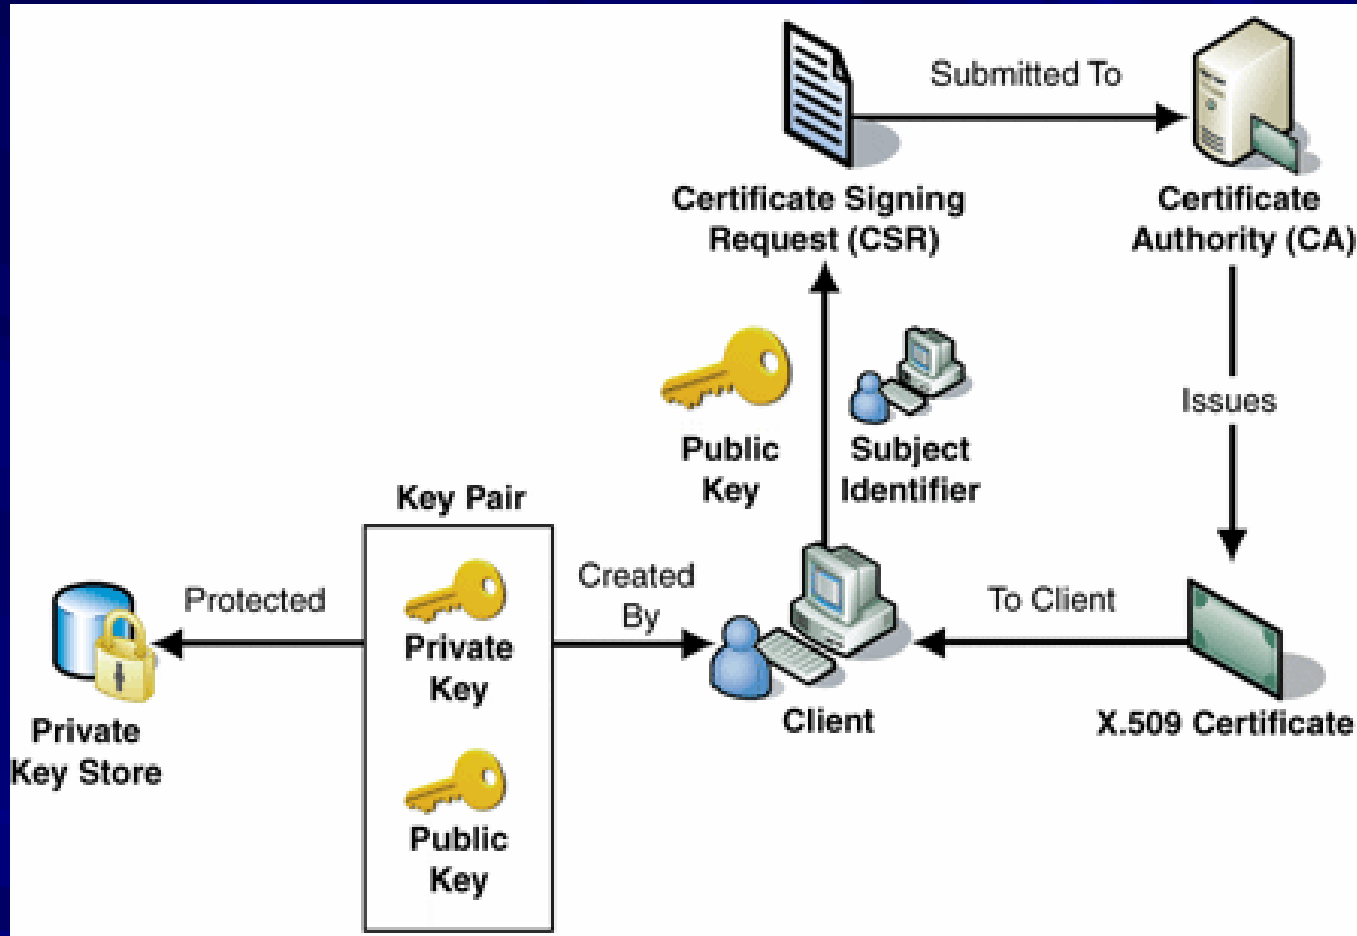 Submitted To
Certificate Signing
Request (CSR)
Certificate
Authority (CA)
Issues
Public
Key
Subject
Identifier
Key Pair
Protected
Private
Key
Public
Key
Created
By
To Client
Private
Key Store
Client
X.509 Certificate